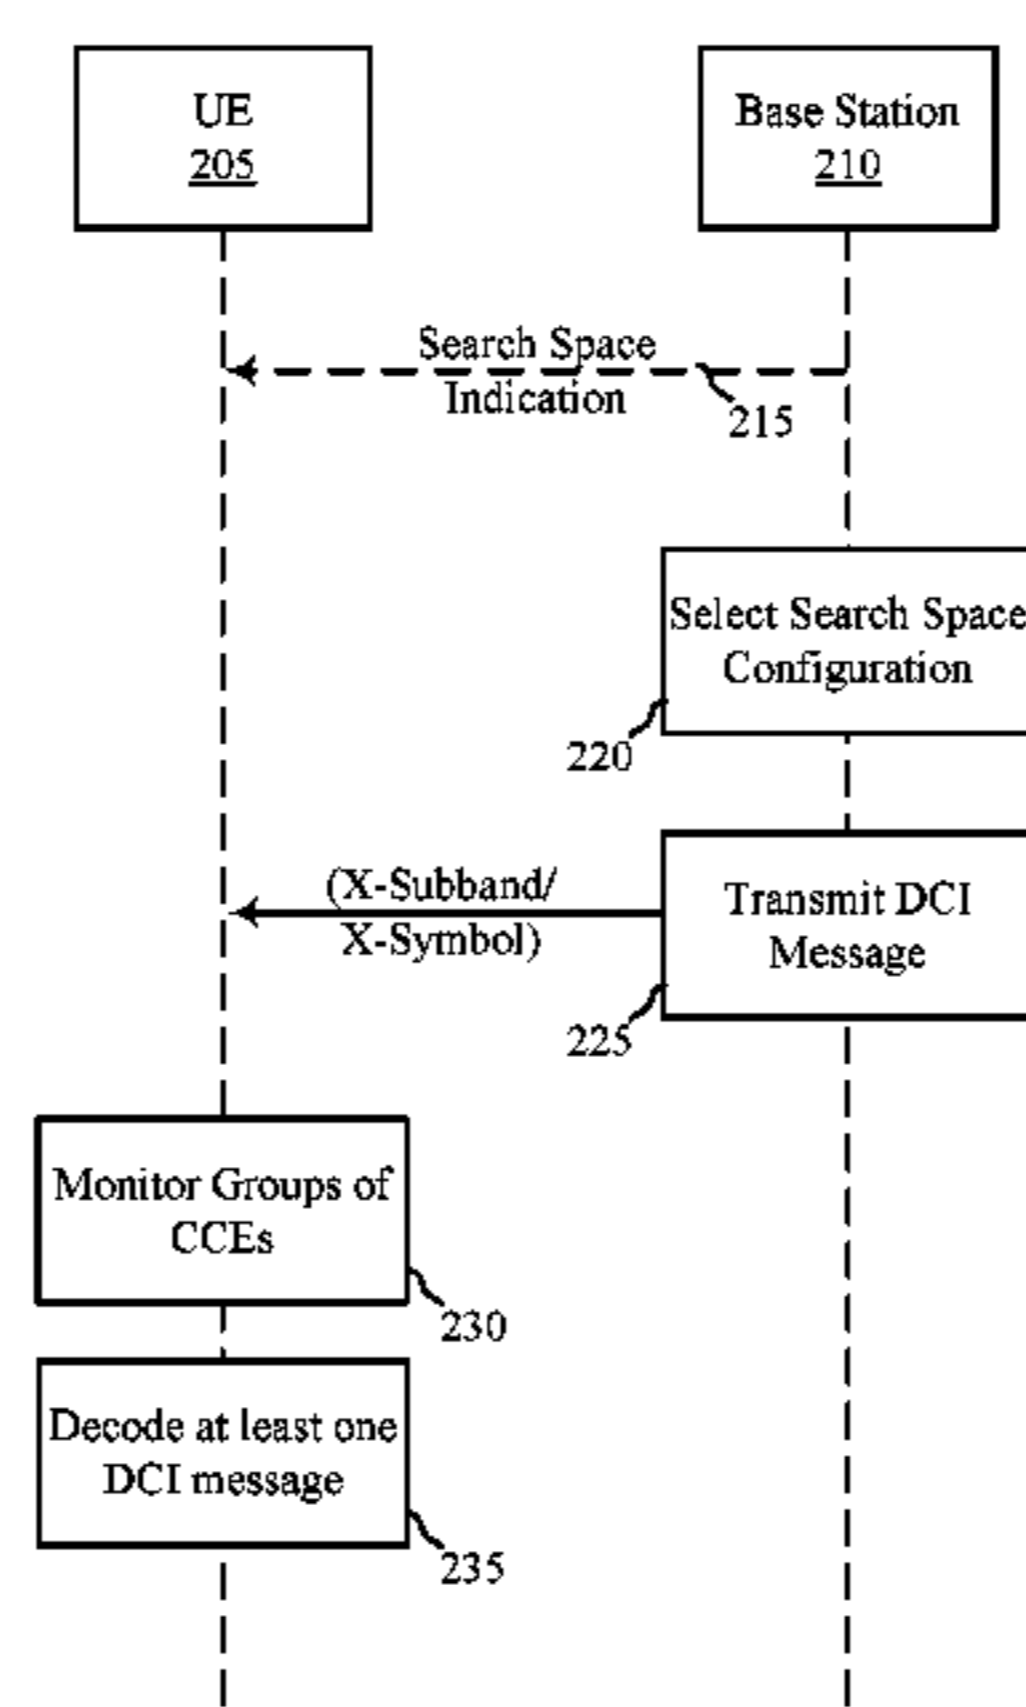 UE
205
Base Station
210
Search Space
Indication
215
Select Search Space
Configuration
220
(X-Subband/
X-Symbol)
Transmit DCI
Message
225
Monitor Groups of
CCEs
230
Decode at least one
DCI message
235